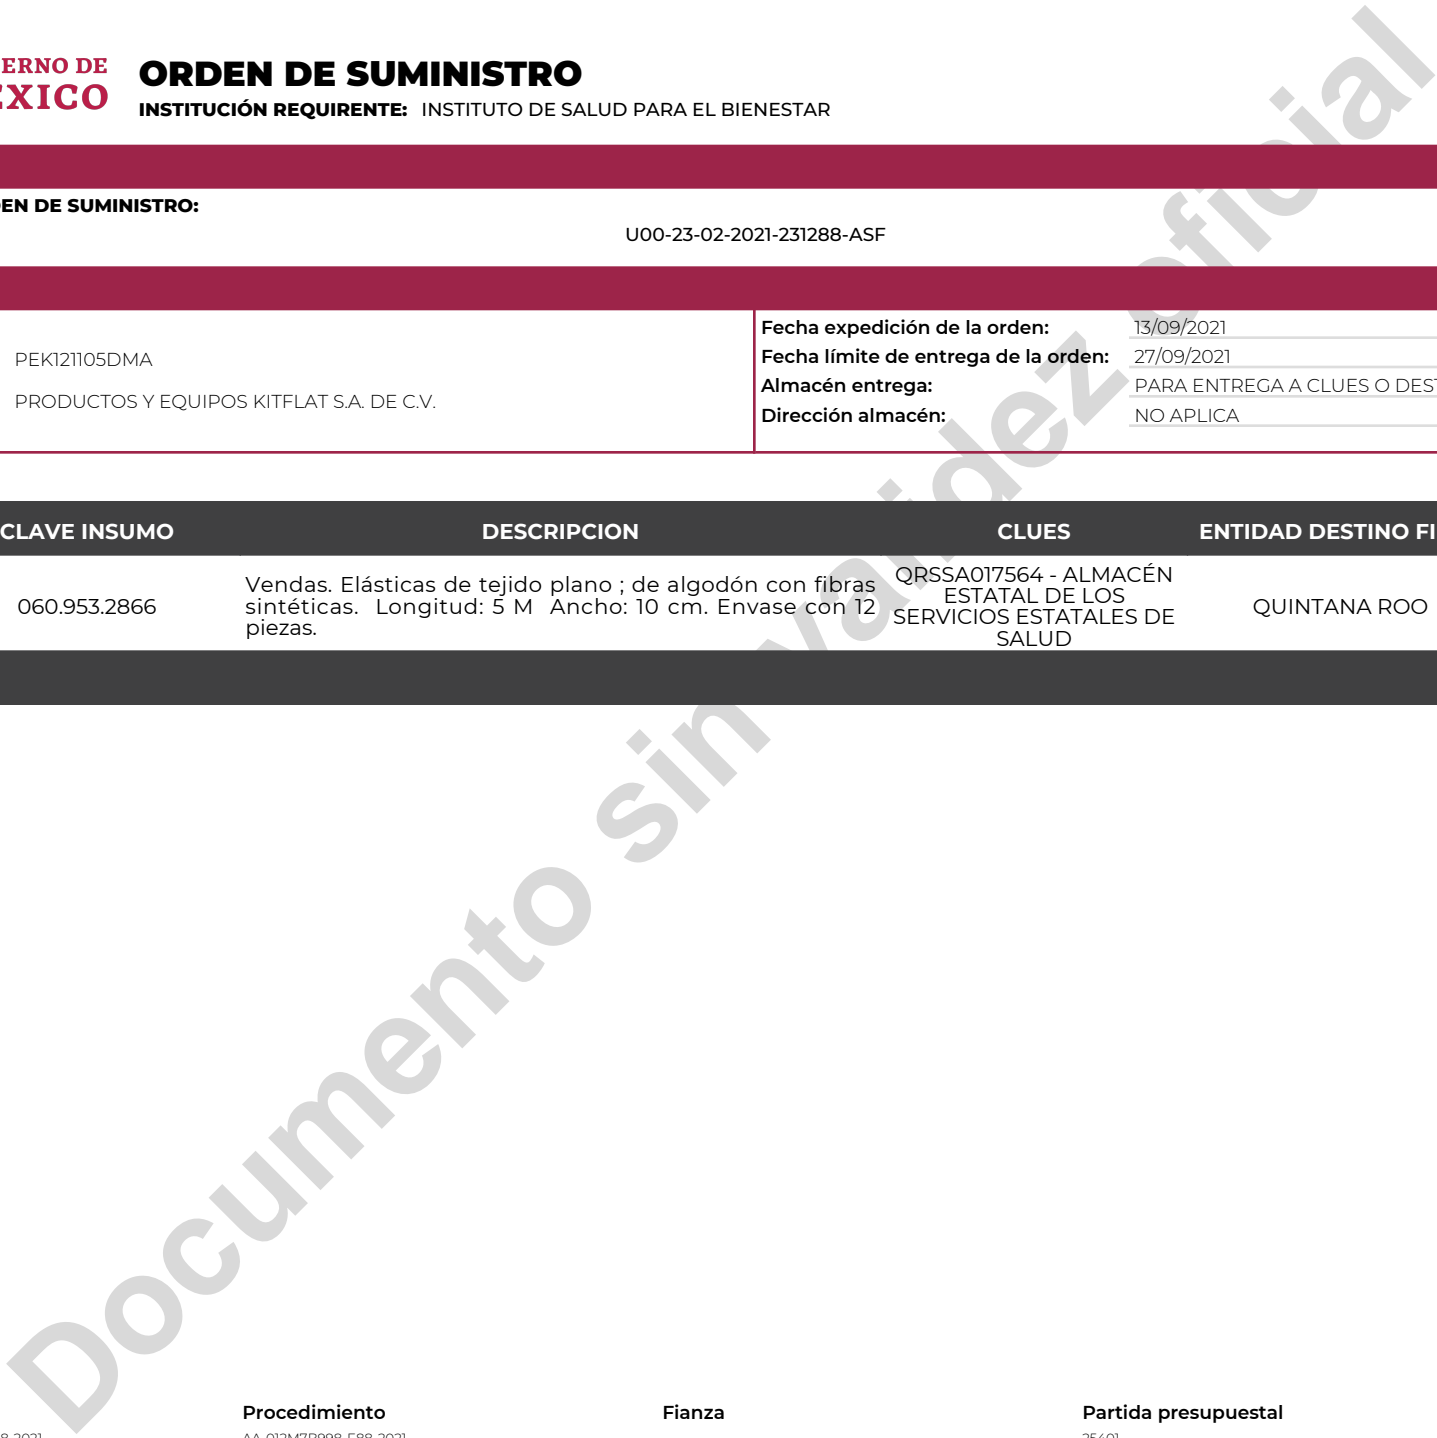 ERNO DE
ÉXICO
ORDEN DE SUMINISTRO
INSTITUCIÓN REQUIRENTE: INSTITUTO DE SALUD PARA EL BIENESTAR
EN DE SUMINISTRO:
U00-23-02-2021-231288-ASF
PEK121105DMA
PRODUCTOS Y EQUIPOS KITFLAT S.A. DE C.V.
Fecha expedición de la orden: 13/09/2021
Fecha límite de entrega de la orden: 27/09/2021
Almacén entrega: PARA ENTREGA A CLUES O DEST
Dirección almacén: NO APLICA
CLAVE INSUMO DESCRIPCION CLUES ENTIDAD DESTINO FI
060.953.2866
Vendas. Elásticas de tejido plano ; de algodón con fibras
sintéticas. Longitud: 5 M Ancho: 10 cm. Envase con 12
piezas.
QRSSA017564 - ALMACÉN
ESTATAL DE LOS
SERVICIOS ESTATALES DE
SALUD
QUINTANA ROO
Documento sin validez oficial
Procedimiento Fianza Partida presupuestal